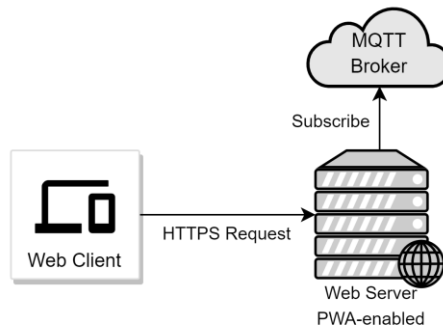 MQTT
Broker
Subscribe
HTTPS Request
Web Client
Web Server
PWA-enabled